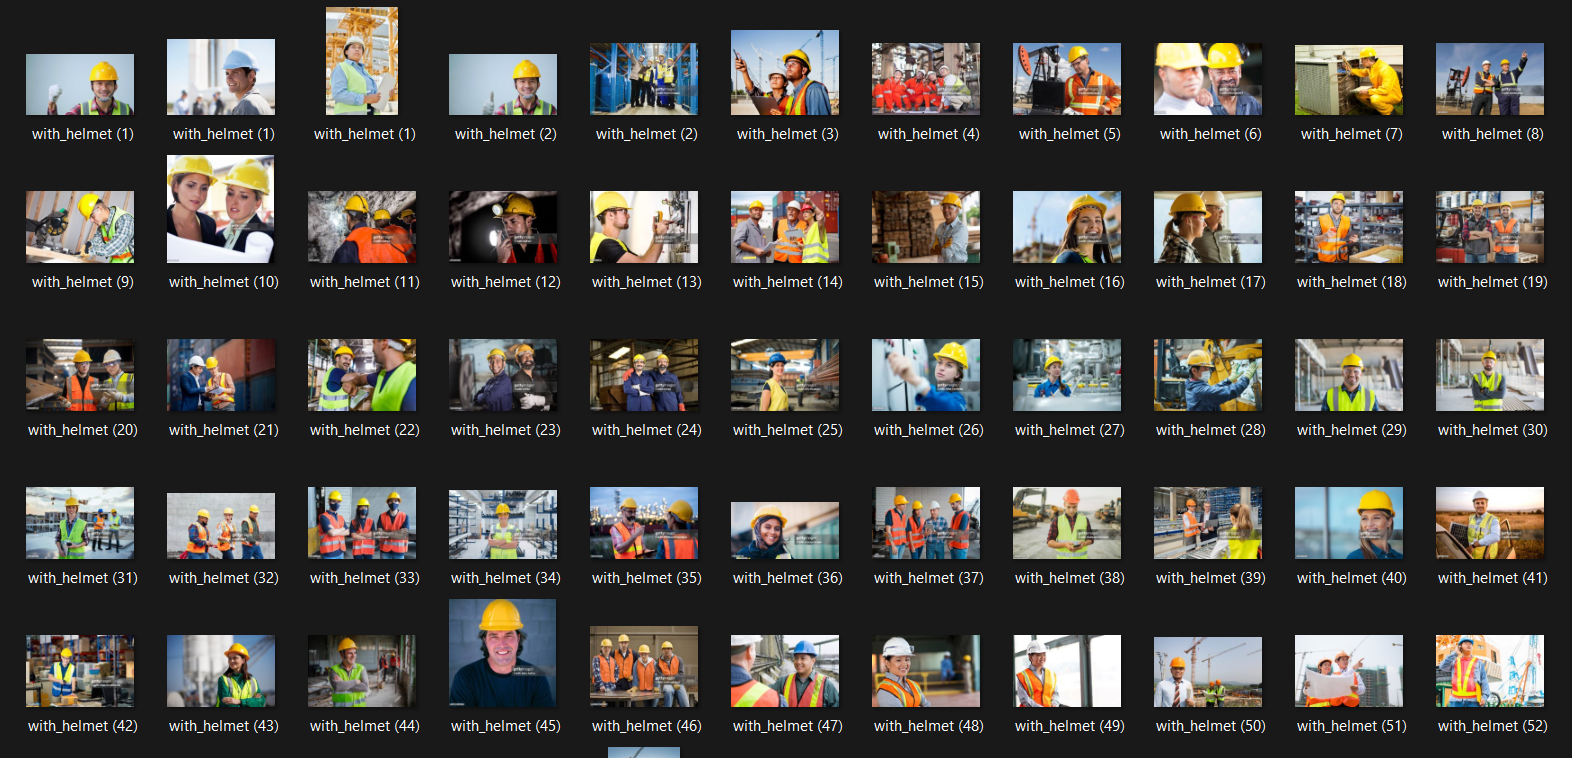 with_helmet (1)
with_helmet (1)
with_helmet (1)
with_helmet (2)
with_helmet (2)
with_helmet (3)
with_helmet (4)
with_helmet (5)
with_helmet (6)
with_helmet (7)
with_helmet (8)
with_helmet (9)
with_helmet (10)
with_helmet (11)
with_helmet (12)
with_helmet (13)
with_helmet (14)
with_helmet (15)
with_helmet (16)
with_helmet (17)
with_helmet (18)
with_helmet (19)
with_helmet (20)
with_helmet (21)
with_helmet (22)
with_helmet (23)
with_helmet (24)
with_helmet (25)
with_helmet (26)
with_helmet (27)
with_helmet (28)
with_helmet (29)
with_helmet (30)
with_helmet (31)
with_helmet (32)
with_helmet (33)
with_helmet (34)
with_helmet (35)
with_helmet (36)
with_helmet (37)
with_helmet (38)
with_helmet (39)
with_helmet (40)
with_helmet (41)
with_helmet (42)
with_helmet (43)
with_helmet (44)
with_helmet (45)
with_helmet (46)
with_helmet (47)
with_helmet (48)
with_helmet (49)
with_helmet (50)
with_helmet (51)
with_helmet (52)